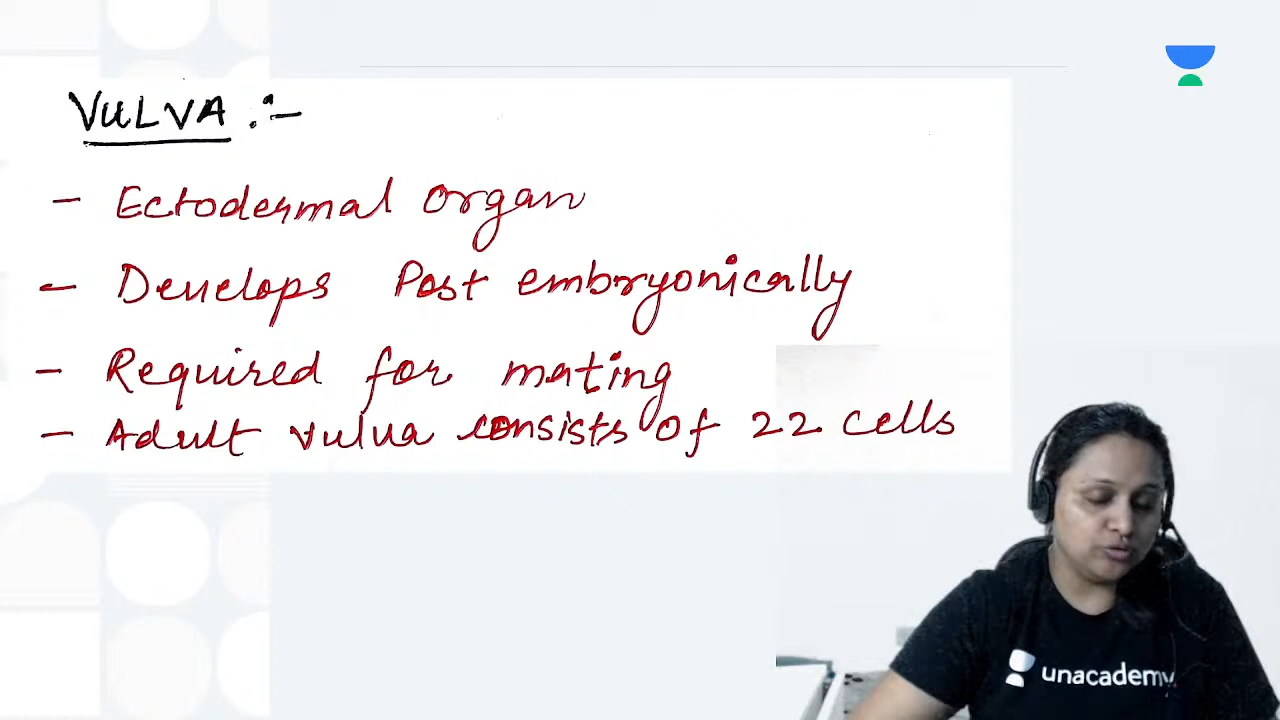 VULVA :-
- Ectodermal organ
- Develops Post embryonically
- Required for mating
- Adult vulva consists of 22 cells
unacademy